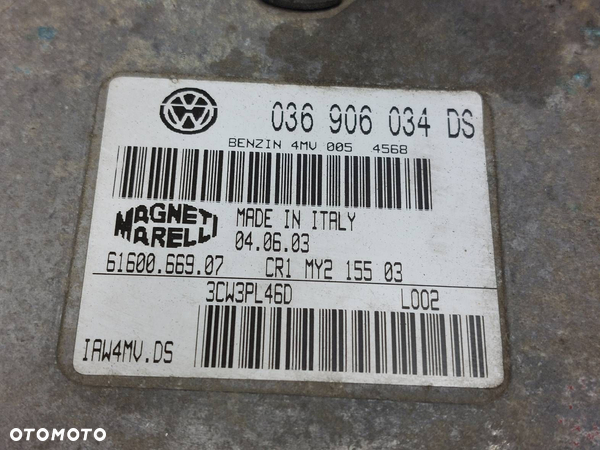 036 906 034 DS
BENZIN 4MV 005 4568
MAGNETI
MARELLI
MADE IN ITALY
04.06.03
61600.669.07 CR1 MY2 155 03
3CW3PL46D L002
IAW4MV.DS
OTOMOTO
OTOMOTO